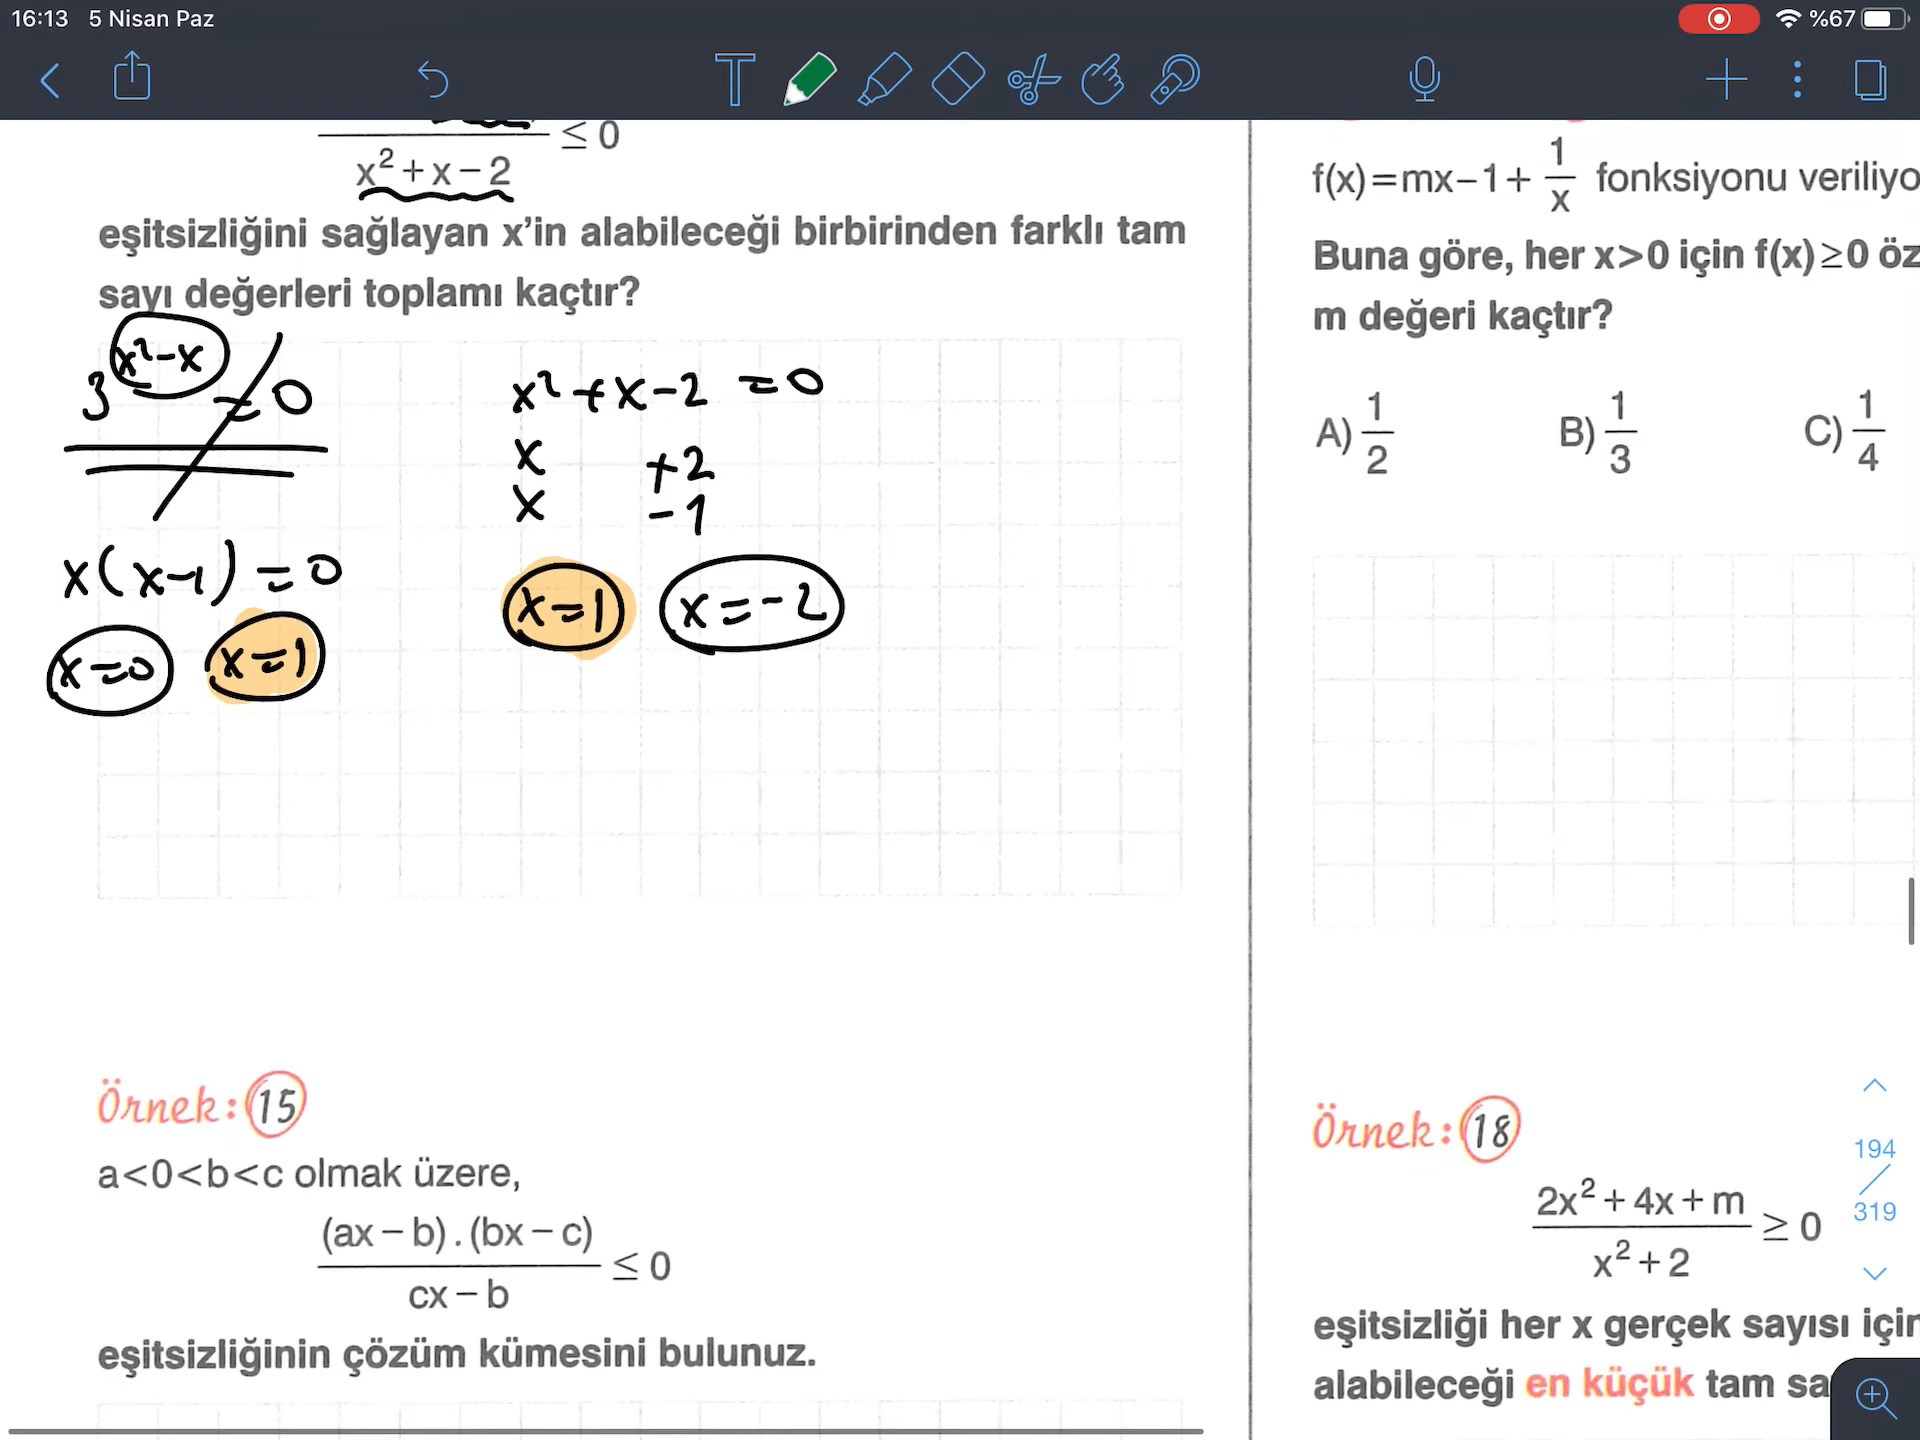 16:13 5 Nisan Paz
%67
≤ 0
x² + x − 2
eşitsizliğini sağlayan x'in alabileceği birbirinden farklı tam
sayı değerleri toplamı kaçtır?
3^(x²−x) = 0
x(x−1) = 0
x=0 x=1
x² + x − 2 = 0
x +2
x −1
x=1 x=−2
Örnek: 15
a<0<b<c olmak üzere,
(ax − b) . (bx − c)
≤ 0
cx − b
eşitsizliğinin çözüm kümesini bulunuz.
f(x)=mx−1+ 1/x fonksiyonu veriliyo
Buna göre, her x>0 için f(x)≥0 öz
m değeri kaçtır?
A) 1/2 B) 1/3 C) 1/4
Örnek: 18
2x² + 4x + m
≥ 0
x² + 2
eşitsizliği her x gerçek sayısı için
alabileceği en küçük tam sa
194
319